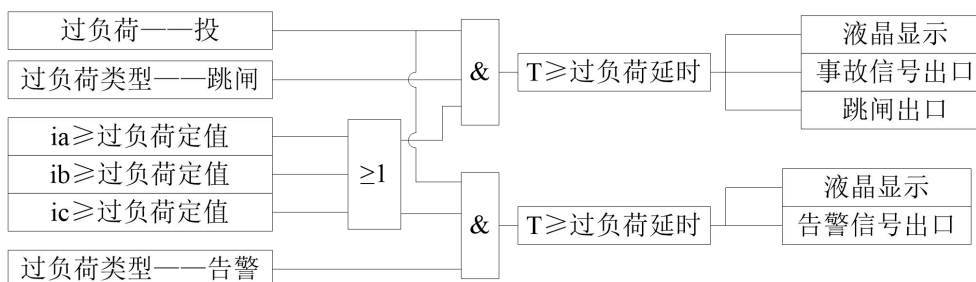 过负荷——投
过负荷类型——跳闸
ia≥过负荷定值
ib≥过负荷定值
ic≥过负荷定值
过负荷类型——告警
≥1
&
&
T≥过负荷延时
T≥过负荷延时
液晶显示
事故信号出口
跳闸出口
液晶显示
告警信号出口